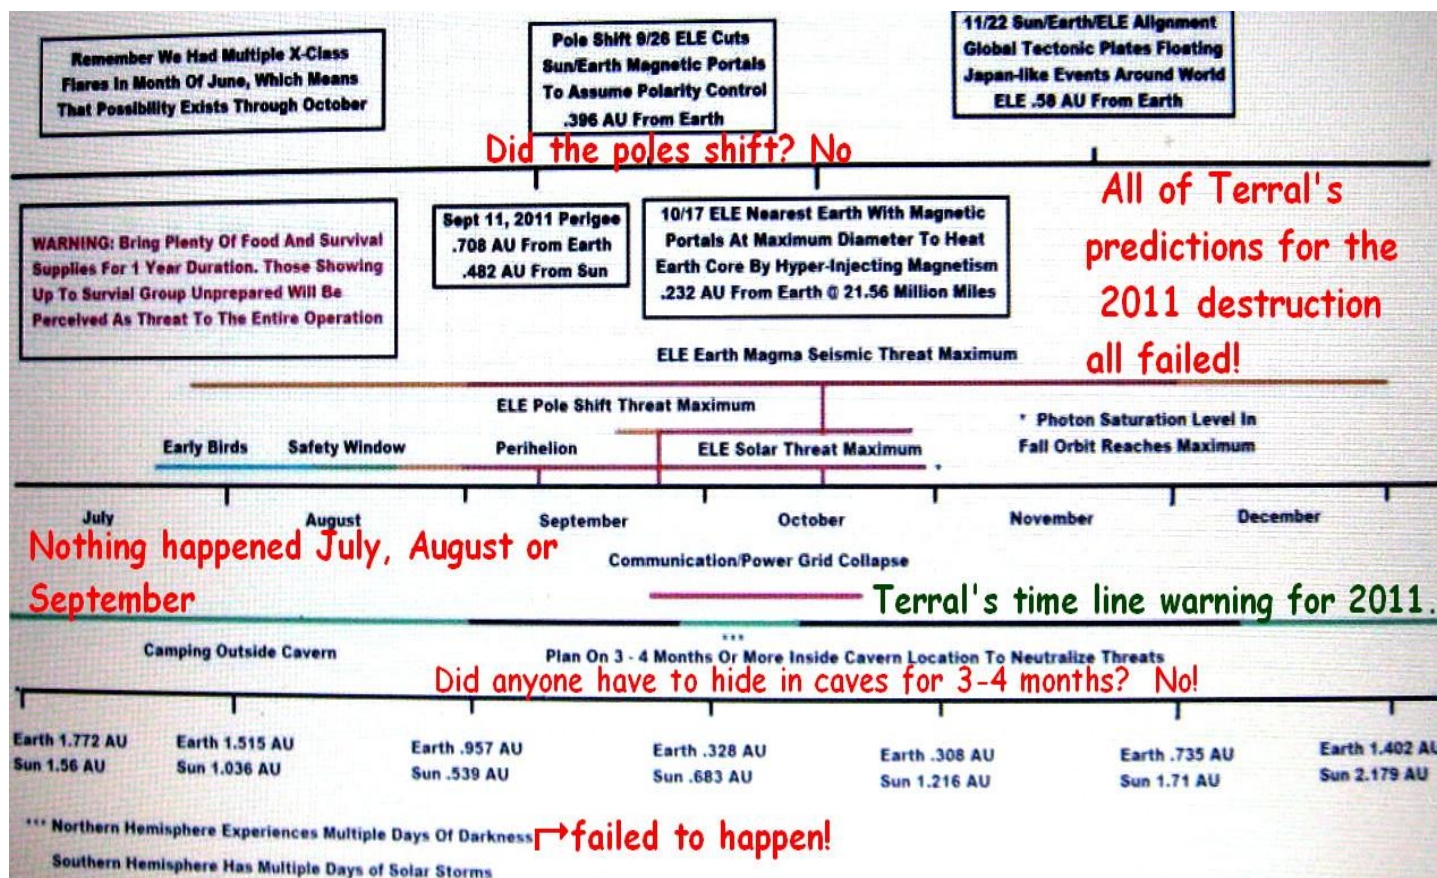 Remember We Had Multiple X-Class
Flares In Month Of June, Which Means
That Possibility Exists Through October
Pole Shift 9/26 ELE Cuts
Sun/Earth Magnetic Portals
To Assume Polarity Control
.396 AU From Earth
11/22 Sun/Earth/ELE Alignment
Global Tectonic Plates Floating
Japan-like Events Around World
ELE .58 AU From Earth
Did the poles shift? No
WARNING: Bring Plenty Of Food And Survival
Supplies For 1 Year Duration. Those Showing
Up To Survial Group Unprepared Will Be
Perceived As Threat To The Entire Operation
Sept 11, 2011 Perigee
.708 AU From Earth
.482 AU From Sun
10/17 ELE Nearest Earth With Magnetic
Portals At Maximum Diameter To Heat
Earth Core By Hyper-Injecting Magnetism
.232 AU From Earth @ 21.56 Million Miles
All of Terral's
predictions for the
2011 destruction
all failed!
ELE Earth Magma Seismic Threat Maximum
ELE Pole Shift Threat Maximum
* Photon Saturation Level In
Fall Orbit Reaches Maximum
Early Birds Safety Window Perihelion ELE Solar Threat Maximum
*
July August September October November December
Nothing happened July, August or
September
Communication/Power Grid Collapse
Terral's time line warning for 2011.
***
Camping Outside Cavern Plan On 3 - 4 Months Or More Inside Cavern Location To Neutralize Threats
Did anyone have to hide in caves for 3-4 months? No!
Earth 1.772 AU Earth 1.515 AU Earth .957 AU Earth .328 AU Earth .308 AU Earth .735 AU Earth 1.402 AU
Sun 1.56 AU Sun 1.036 AU Sun .539 AU Sun .683 AU Sun 1.216 AU Sun 1.71 AU Sun 2.179 AU
*** Northern Hemisphere Experiences Multiple Days Of Darkness
failed to happen!
Southern Hemisphere Has Multiple Days of Solar Storms